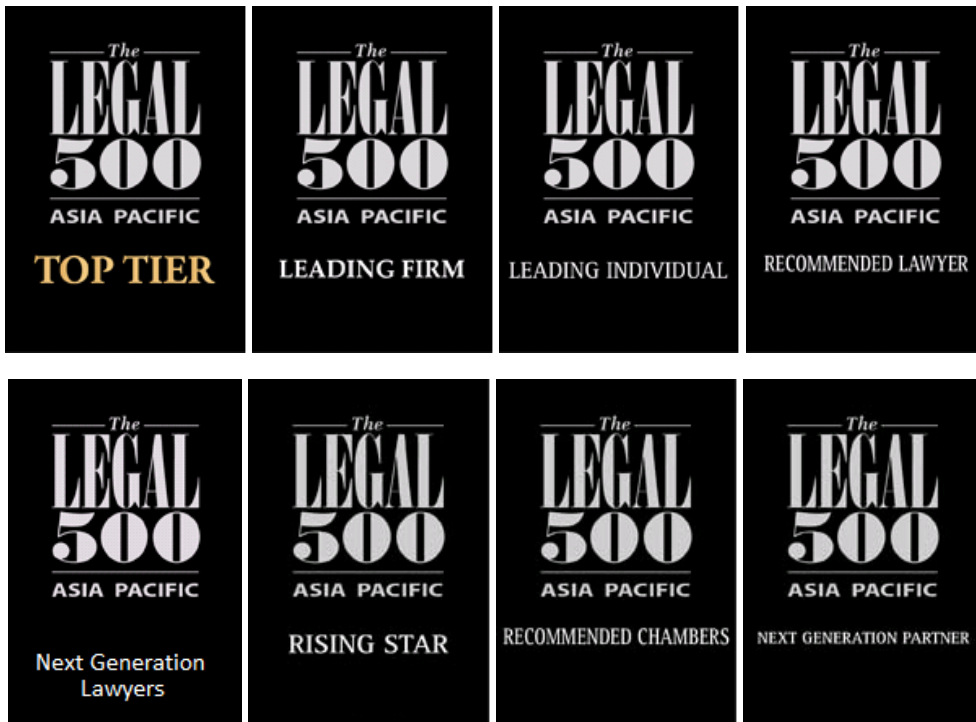 The
LEGAL
500
ASIA PACIFIC
TOP TIER
The
LEGAL
500
ASIA PACIFIC
LEADING FIRM
The
LEGAL
500
ASIA PACIFIC
LEADING INDIVIDUAL
The
LEGAL
500
ASIA PACIFIC
RECOMMENDED LAWYER
The
LEGAL
500
ASIA PACIFIC
Next Generation
Lawyers
The
LEGAL
500
ASIA PACIFIC
RISING STAR
The
LEGAL
500
ASIA PACIFIC
RECOMMENDED CHAMBERS
The
LEGAL
500
ASIA PACIFIC
NEXT GENERATION PARTNER